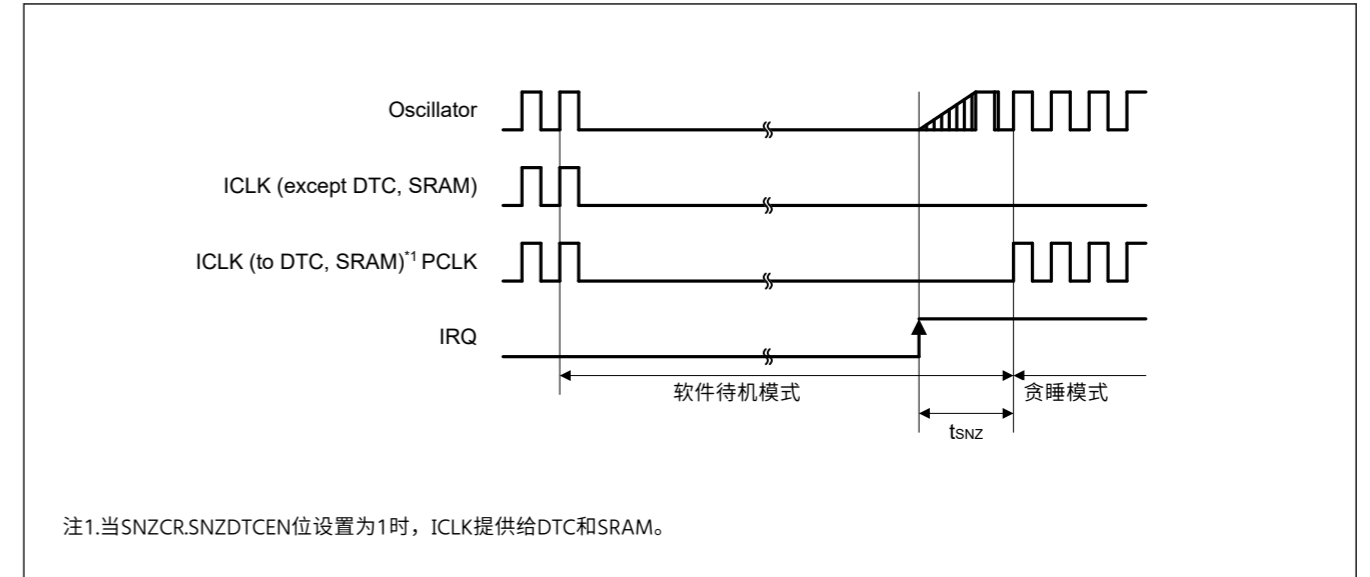 Oscillator
ICLK (except DTC, SRAM)
ICLK (to DTC, SRAM)*1 PCLK
IRQ
软件待机模式
贪睡模式
tSNZ
注1.当SNZCR.SNZDTCEN位设置为1时，ICLK提供给DTC和SRAM。